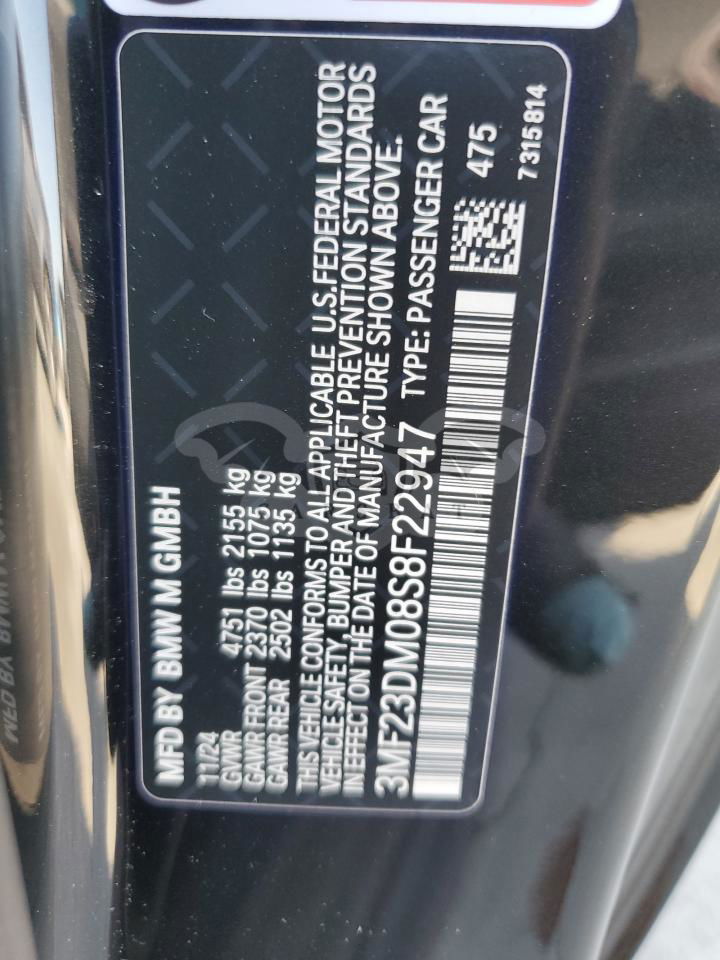 MFD BY BMW M GMBH
11/24
GVWR 4751 lbs 2155 kg
GAWR FRONT 2370 lbs 1075 kg
GAWR REAR 2502 lbs 1135 kg
THIS VEHICLE CONFORMS TO ALL APPLICABLE U.S.FEDERAL MOTOR
VEHICLE SAFETY, BUMPER AND THEFT PREVENTION STANDARDS
IN EFFECT ON THE DATE OF MANUFACTURE SHOWN ABOVE.
3MF23DM08S8F22947 TYPE: PASSENGER CAR
475
7315814